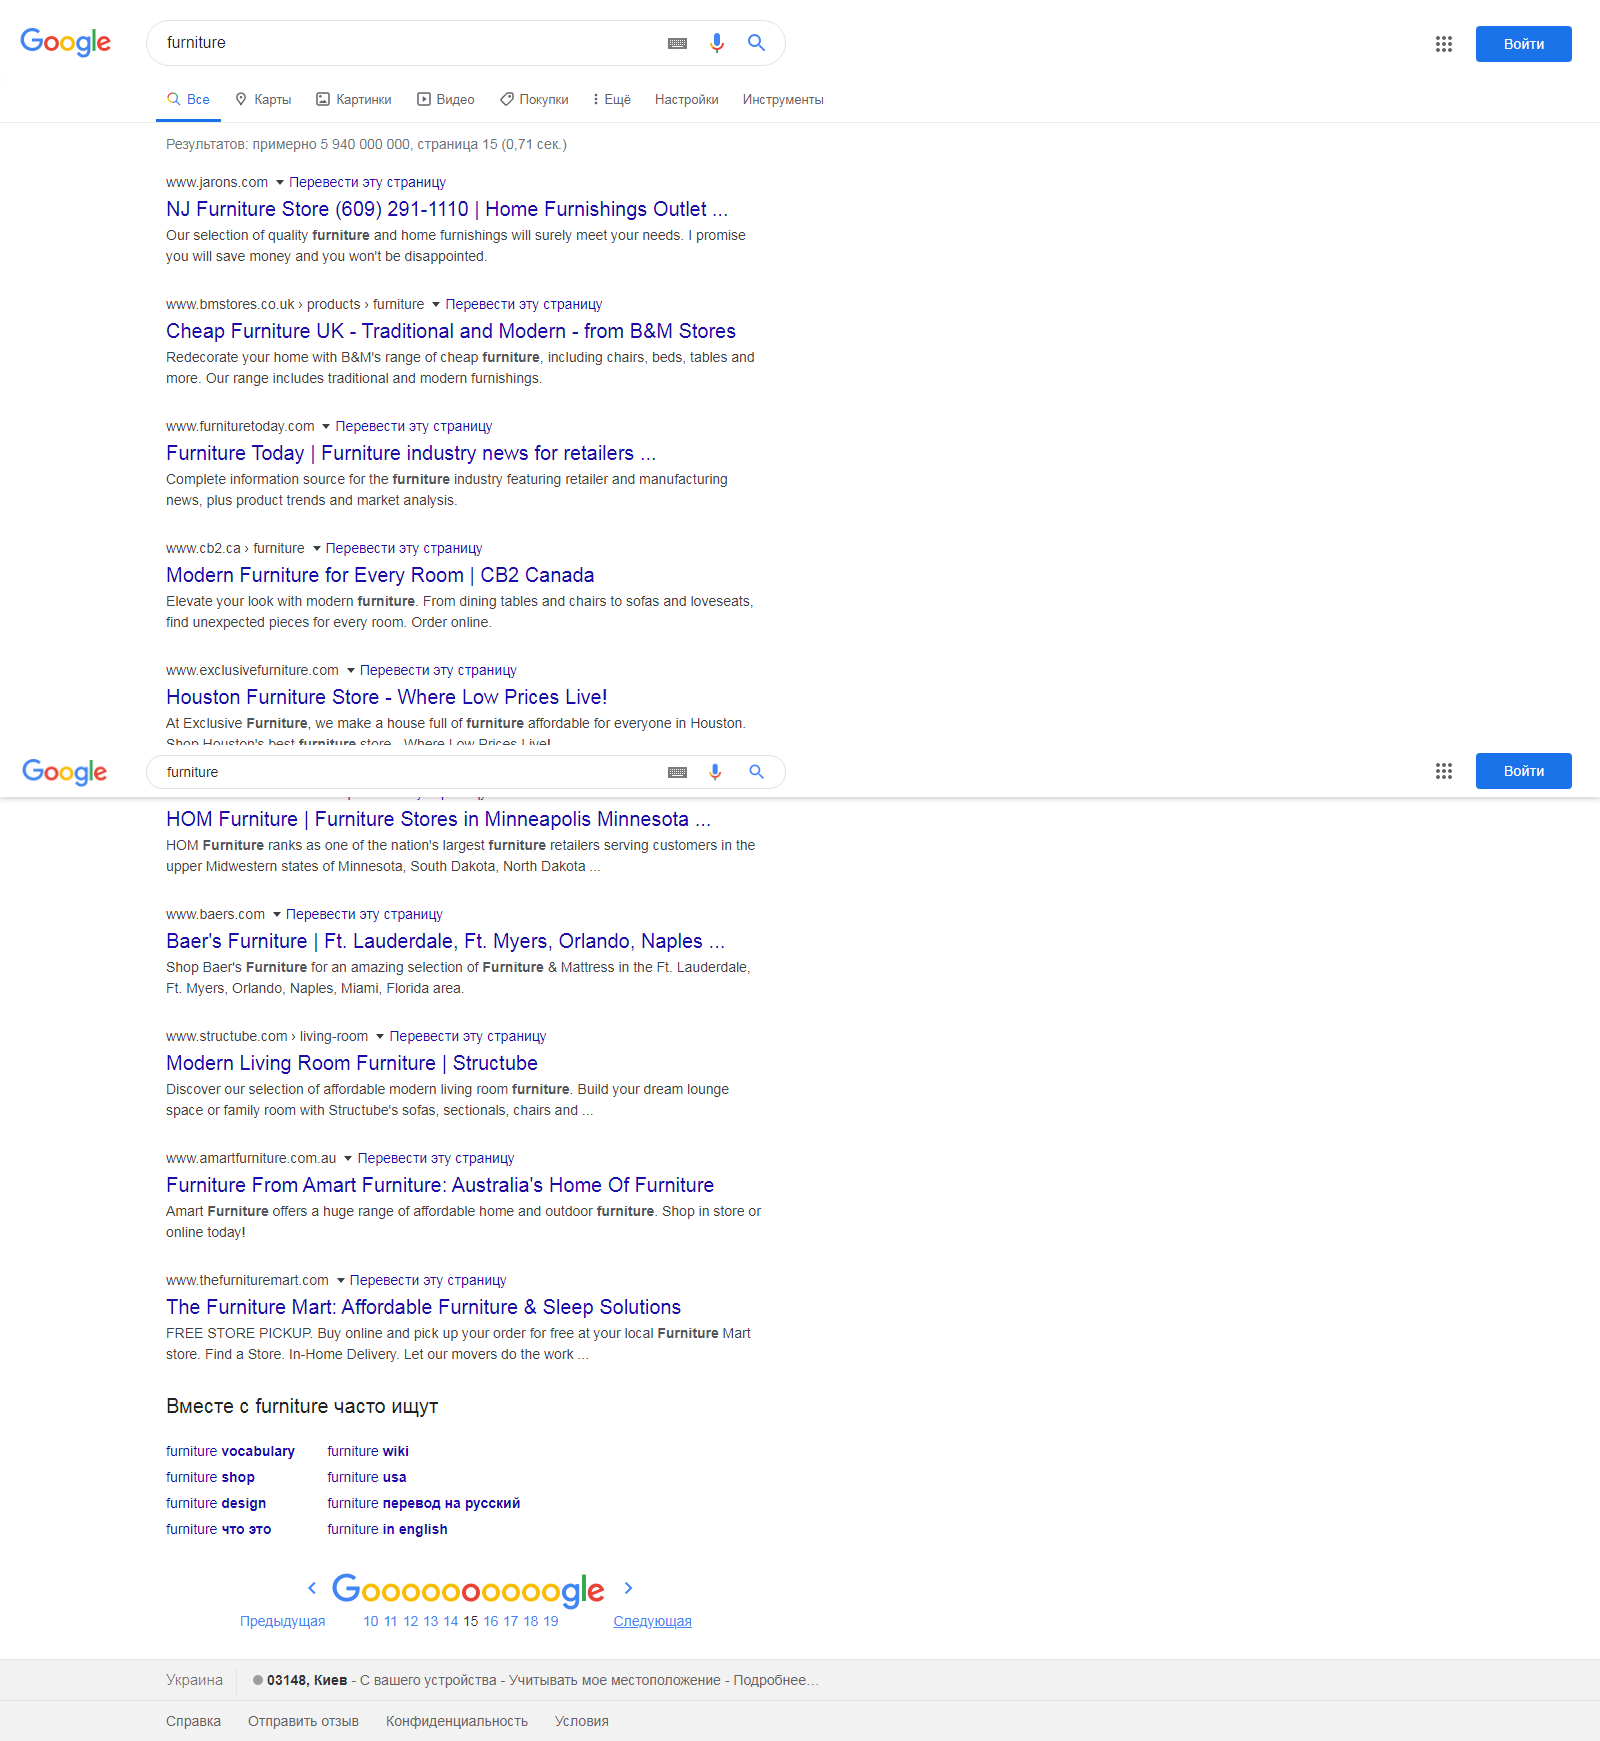 Google
furniture
Войти
Все Карты Картинки Видео Покупки Ещё Настройки Инструменты
Результатов: примерно 5 940 000 000, страница 15 (0,71 сек.)
www.jarons.com Перевести эту страницу
NJ Furniture Store (609) 291-1110 | Home Furnishings Outlet ...
Our selection of quality furniture and home furnishings will surely meet your needs. I promise
you will save money and you won't be disappointed.
www.bmstores.co.uk › products › furniture Перевести эту страницу
Cheap Furniture UK - Traditional and Modern - from B&M Stores
Redecorate your home with B&M's range of cheap furniture, including chairs, beds, tables and
more. Our range includes traditional and modern furnishings.
www.furnituretoday.com Перевести эту страницу
Furniture Today | Furniture industry news for retailers ...
Complete information source for the furniture industry featuring retailer and manufacturing
news, plus product trends and market analysis.
www.cb2.ca › furniture Перевести эту страницу
Modern Furniture for Every Room | CB2 Canada
Elevate your look with modern furniture. From dining tables and chairs to sofas and loveseats,
find unexpected pieces for every room. Order online.
www.exclusivefurniture.com Перевести эту страницу
Houston Furniture Store - Where Low Prices Live!
At Exclusive Furniture, we make a house full of furniture affordable for everyone in Houston.
Shop Houston's best furniture store - Where Low Prices Live!
Google
furniture
Войти
HOM Furniture | Furniture Stores in Minneapolis Minnesota ...
HOM Furniture ranks as one of the nation's largest furniture retailers serving customers in the
upper Midwestern states of Minnesota, South Dakota, North Dakota ...
www.baers.com Перевести эту страницу
Baer's Furniture | Ft. Lauderdale, Ft. Myers, Orlando, Naples ...
Shop Baer's Furniture for an amazing selection of Furniture & Mattress in the Ft. Lauderdale,
Ft. Myers, Orlando, Naples, Miami, Florida area.
www.structube.com › living-room Перевести эту страницу
Modern Living Room Furniture | Structube
Discover our selection of affordable modern living room furniture. Build your dream lounge
space or family room with Structube's sofas, sectionals, chairs and ...
www.amartfurniture.com.au Перевести эту страницу
Furniture From Amart Furniture: Australia's Home Of Furniture
Amart Furniture offers a huge range of affordable home and outdoor furniture. Shop in store or
online today!
www.thefurnituremart.com Перевести эту страницу
The Furniture Mart: Affordable Furniture & Sleep Solutions
FREE STORE PICKUP. Buy online and pick up your order for free at your local Furniture Mart
store. Find a Store. In-Home Delivery. Let our movers do the work ...
Вместе с furniture часто ищут
furniture vocabulary furniture wiki
furniture shop furniture usa
furniture design furniture перевод на русский
furniture что это furniture in english
Goooooooooogle
Предыдущая 10 11 12 13 14 15 16 17 18 19 Следующая
Украина 03148, Киев - С вашего устройства - Учитывать мое местоположение - Подробнее…
Справка Отправить отзыв Конфиденциальность Условия